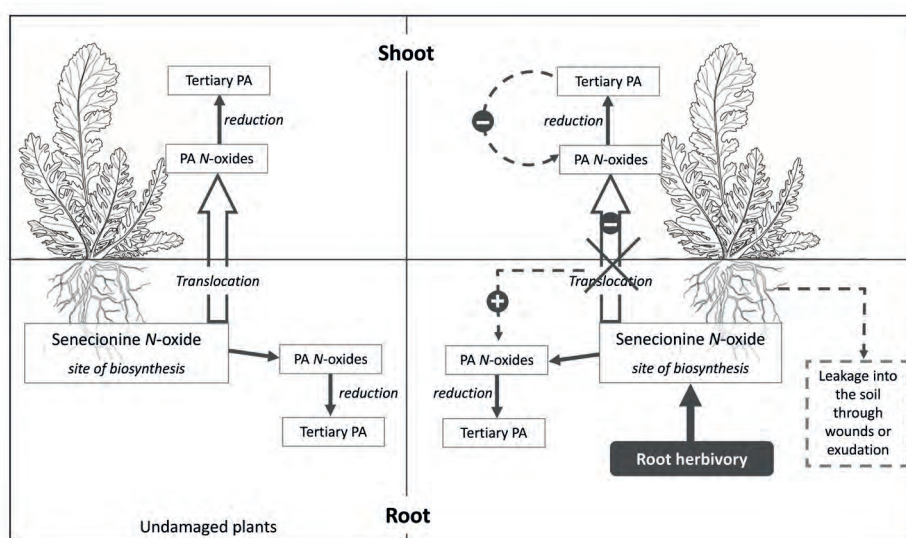 Shoot
Tertiary PA
reduction
PA N-oxides
Translocation
Senecionine N-oxide
site of biosynthesis
PA N-oxides
reduction
Tertiary PA
Undamaged plants
Tertiary PA
reduction
PA N-oxides
Translocation
PA N-oxides
reduction
Tertiary PA
Senecionine N-oxide
site of biosynthesis
Root herbivory
Leakage into
the soil
through
wounds or
exudation
Root